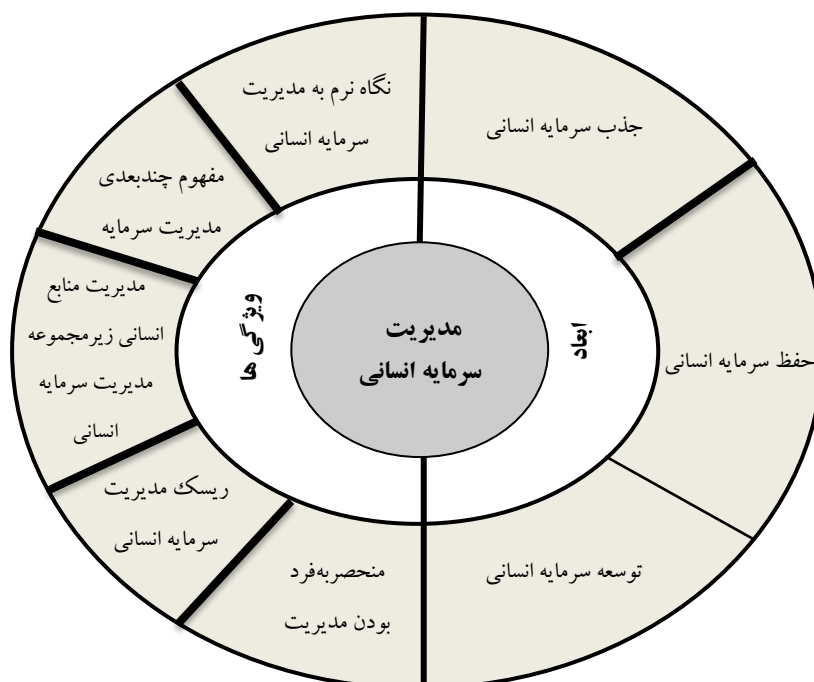 نگاه نرم به مدیریت
سرمایه انسانی
جذب سرمایه انسانی
مفهوم چندبعدی
مدیریت سرمایه
مدیریت منابع
انسانی زیرمجموعه
مدیریت سرمایه
انسانی
ویژگی ها
مدیریت
سرمایه انسانی
ابعاد
حفظ سرمایه انسانی
ریسک مدیریت
سرمایه انسانی
منحصربه‌فرد
بودن مدیریت
توسعه سرمایه انسانی